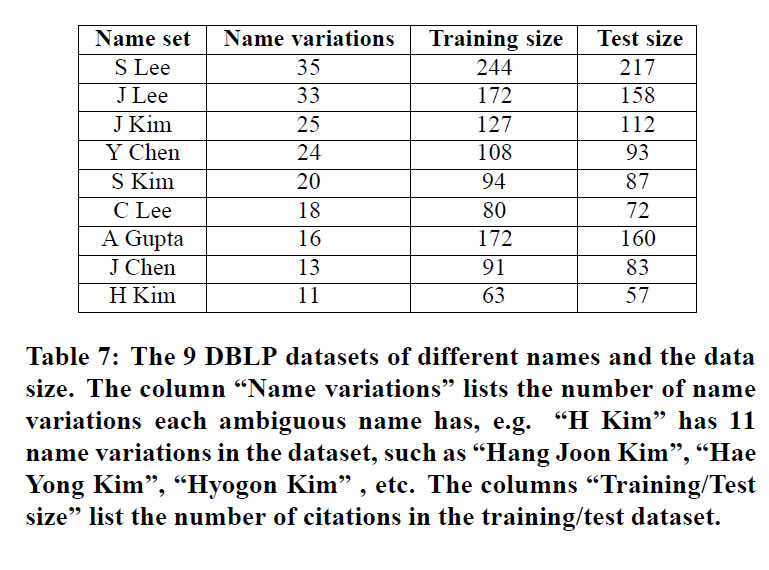 Name set Name variations Training size Test size
S Lee 35 244 217
J Lee 33 172 158
J Kim 25 127 112
Y Chen 24 108 93
S Kim 20 94 87
C Lee 18 80 72
A Gupta 16 172 160
J Chen 13 91 83
H Kim 11 63 57
Table 7: The 9 DBLP datasets of different names and the data
size. The column “Name variations” lists the number of name
variations each ambiguous name has, e.g. “H Kim” has 11
name variations in the dataset, such as “Hang Joon Kim”, “Hae
Yong Kim”, “Hyogon Kim” , etc. The columns “Training/Test
size” list the number of citations in the training/test dataset.